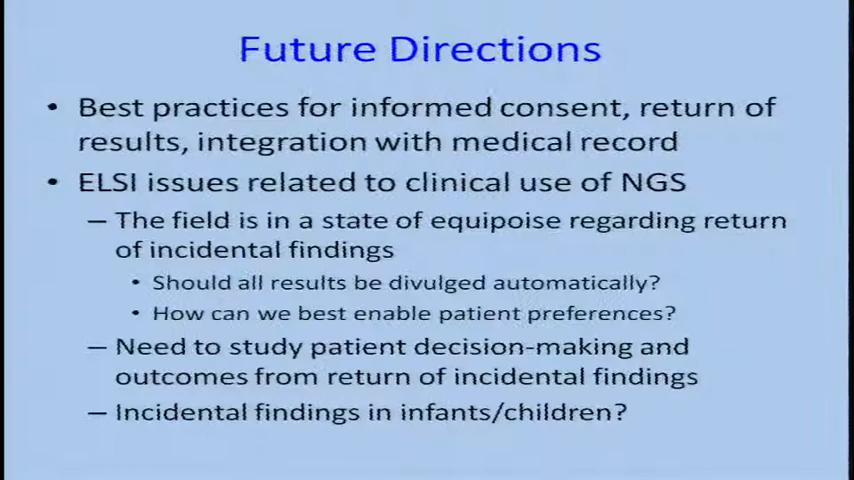 Future Directions
• Best practices for informed consent, return of
results, integration with medical record
• ELSI issues related to clinical use of NGS
– The field is in a state of equipoise regarding return
of incidental findings
• Should all results be divulged automatically?
• How can we best enable patient preferences?
– Need to study patient decision-making and
outcomes from return of incidental findings
– Incidental findings in infants/children?